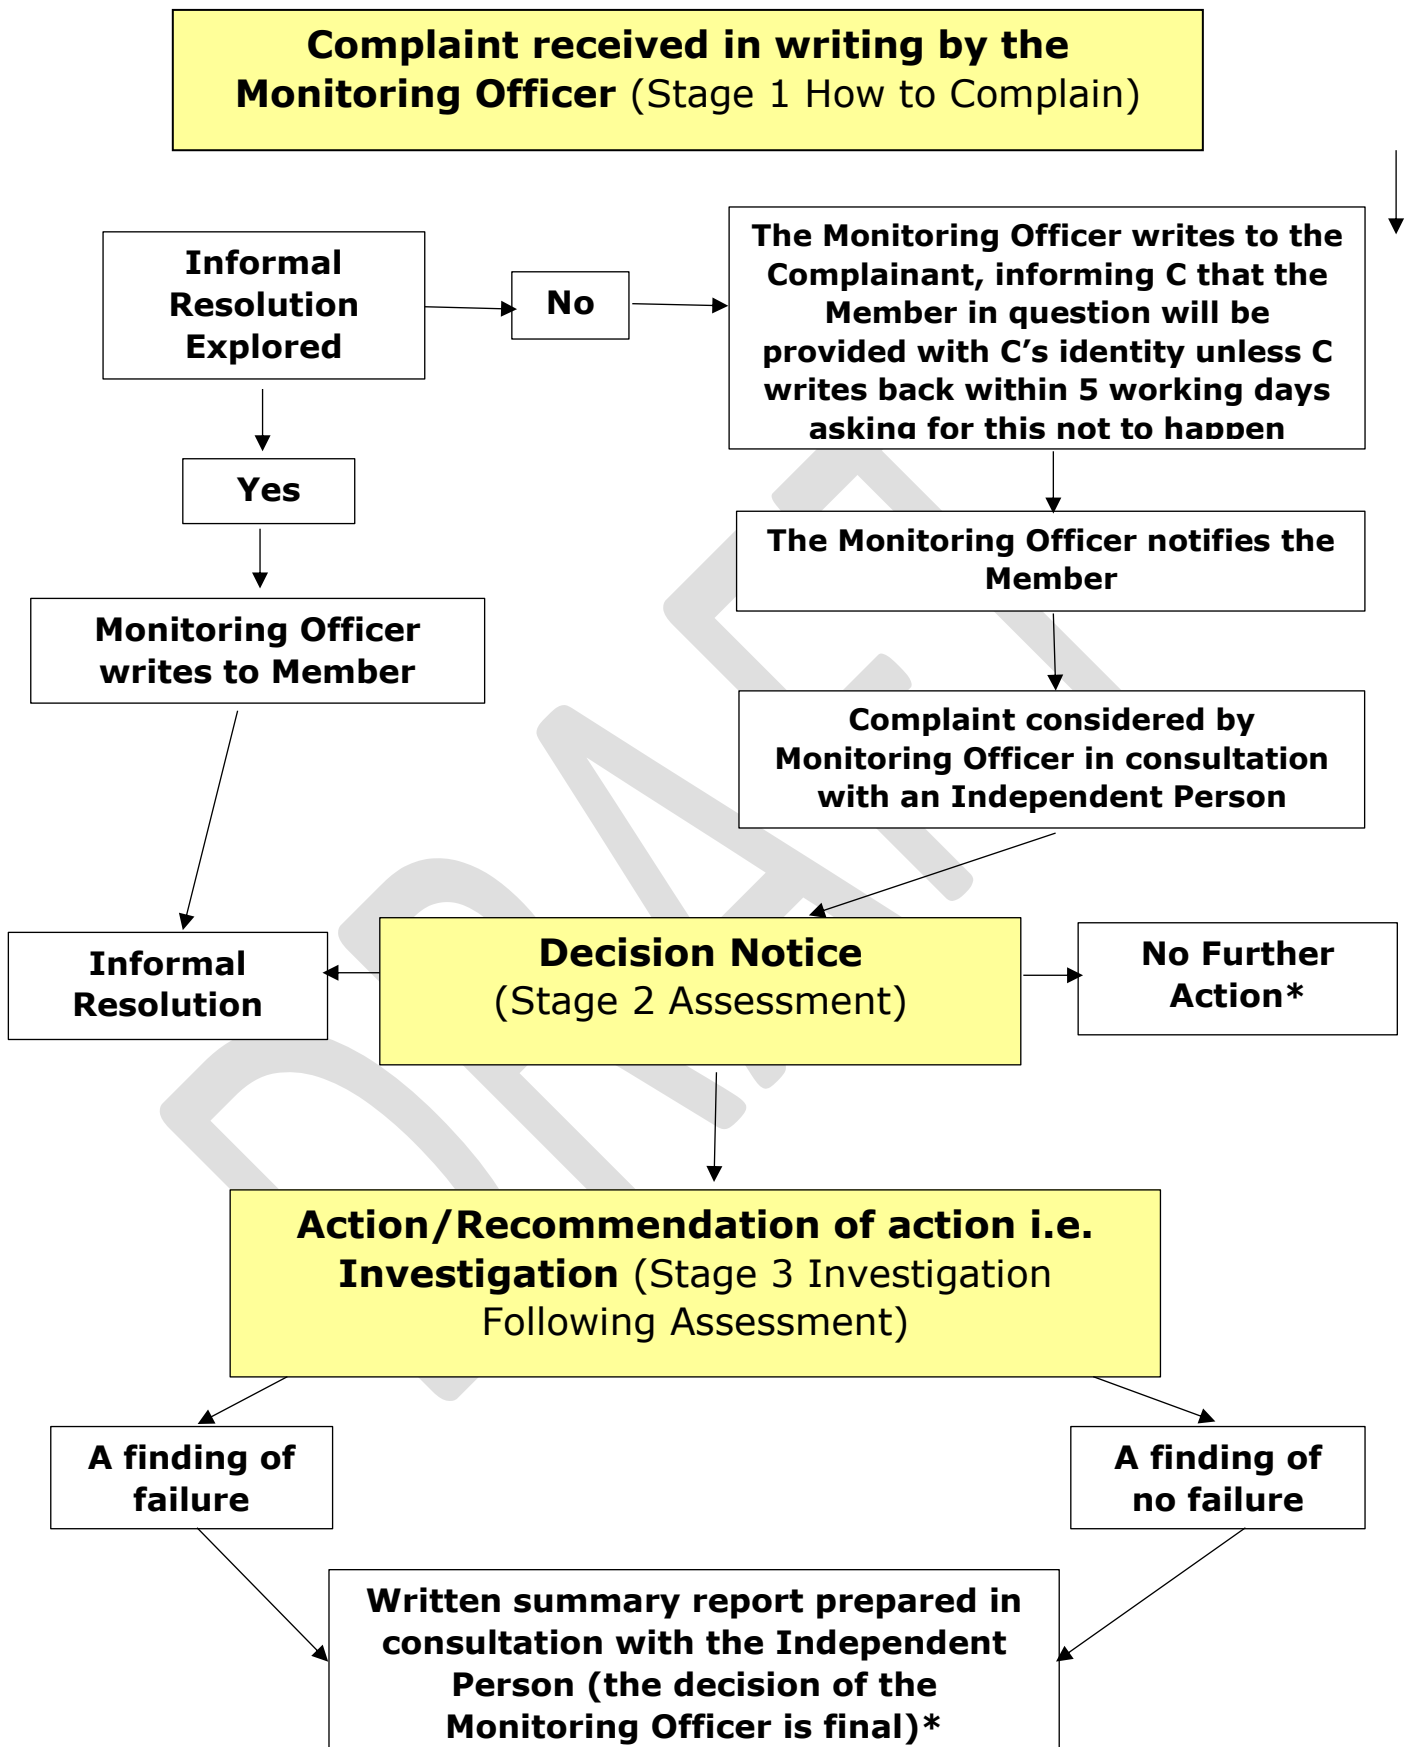 Complaint received in writing by the
Monitoring Officer (Stage 1 How to Complain)
Informal
Resolution
Explored
No
The Monitoring Officer writes to the
Complainant, informing C that the
Member in question will be
provided with C’s identity unless C
writes back within 5 working days
asking for this not to happen
Yes
The Monitoring Officer notifies the
Member
Monitoring Officer
writes to Member
Complaint considered by
Monitoring Officer in consultation
with an Independent Person
Informal
Resolution
Decision Notice
(Stage 2 Assessment)
No Further
Action*
Action/Recommendation of action i.e.
Investigation (Stage 3 Investigation
Following Assessment)
A finding of
failure
A finding of
no failure
Written summary report prepared in
consultation with the Independent
Person (the decision of the
Monitoring Officer is final)*
DRAFT